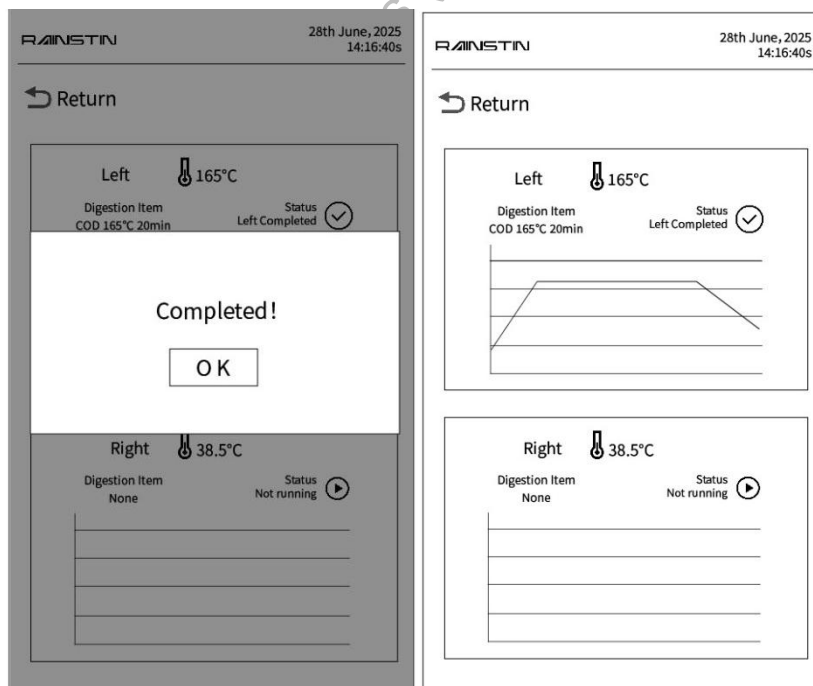 RAINSTIN
28th June, 2025
14:16:40s
Return
Left 165°C
Digestion Item
COD 165°C 20min
Status
Left Completed
Completed!
OK
Right 38.5°C
Digestion Item
None
Status
Not running
RAINSTIN
28th June, 2025
14:16:40s
Return
Left 165°C
Digestion Item
COD 165°C 20min
Status
Left Completed
Right 38.5°C
Digestion Item
None
Status
Not running